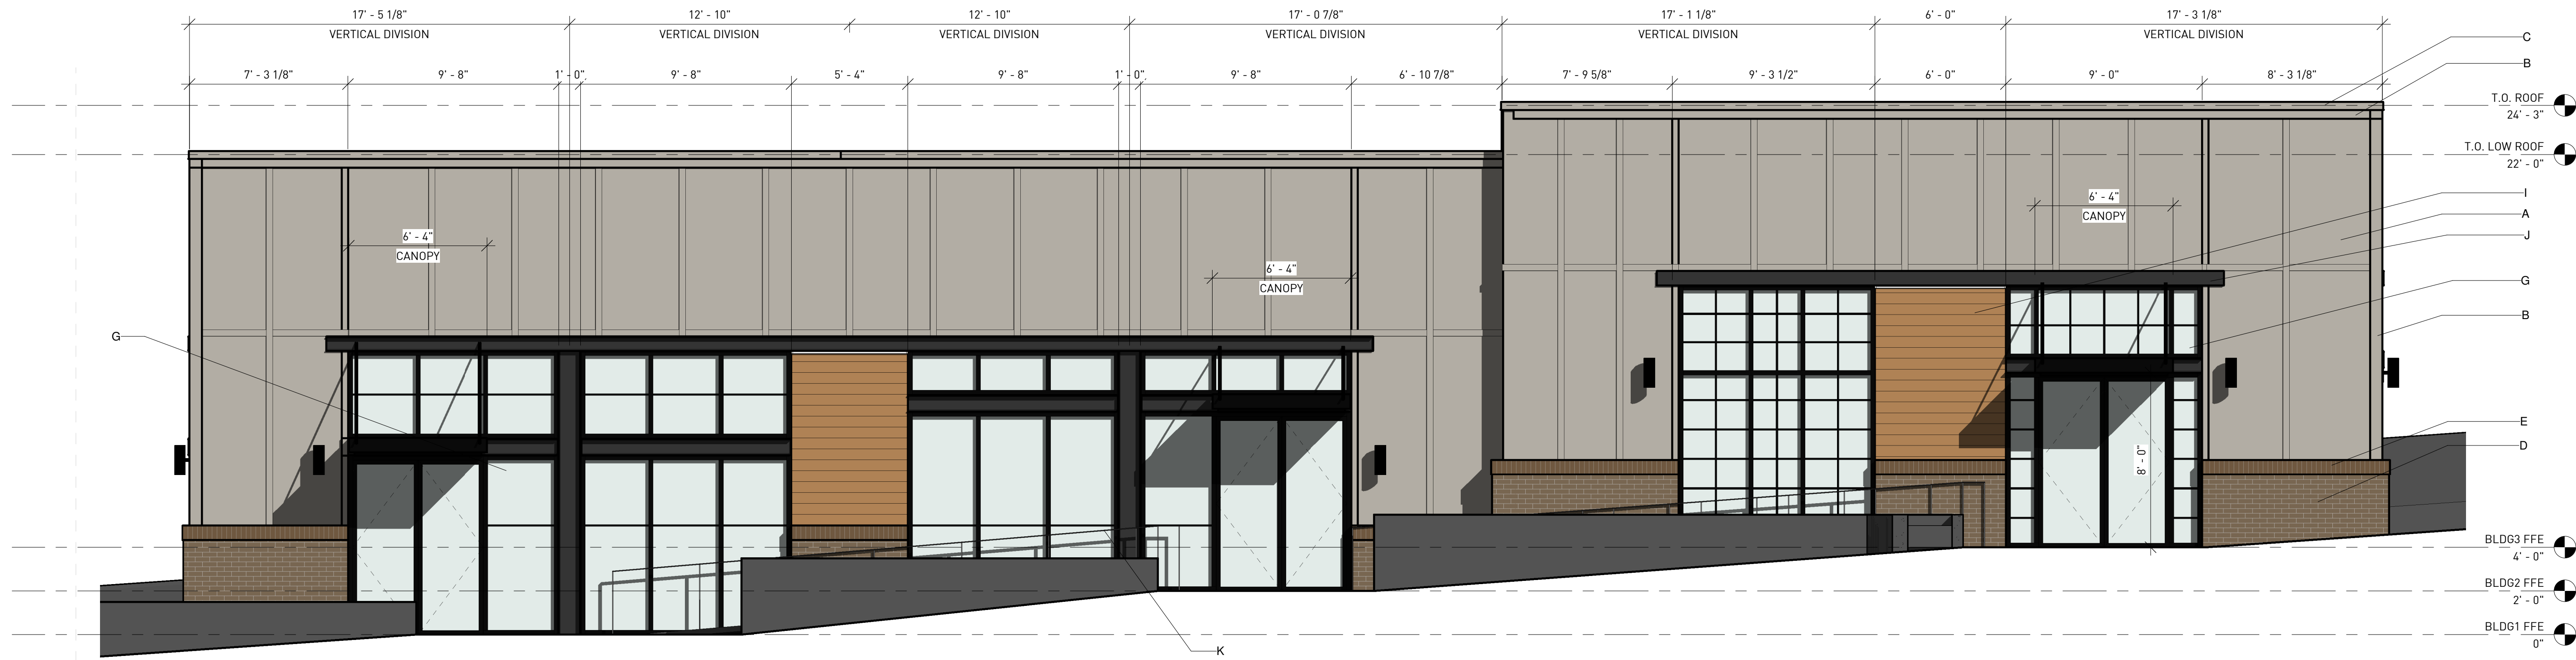 17' - 5 1/8" 12' - 10" 12' - 10" 17' - 0 7/8" 17' - 1 1/8" 6' - 0" 17' - 3 1/8"
VERTICAL DIVISION VERTICAL DIVISION VERTICAL DIVISION VERTICAL DIVISION VERTICAL DIVISION VERTICAL DIVISION
C
B
7' - 3 1/8" 9' - 8" 1' - 0" 9' - 8" 5' - 4" 9' - 8" 1' - 0" 9' - 8" 6' - 10 7/8" 7' - 9 5/8" 9' - 3 1/2" 6' - 0" 9' - 0" 8' - 3 1/8"
T.O. ROOF
24' - 3"
T.O. LOW ROOF
22' - 0"
I
6' - 4"
CANOPY
A
J
6' - 4"
CANOPY
6' - 4"
CANOPY
G
B
G
E
D
8' - 0"
BLDG3 FFE
4' - 0"
BLDG2 FFE
2' - 0"
BLDG1 FFE
0"
K